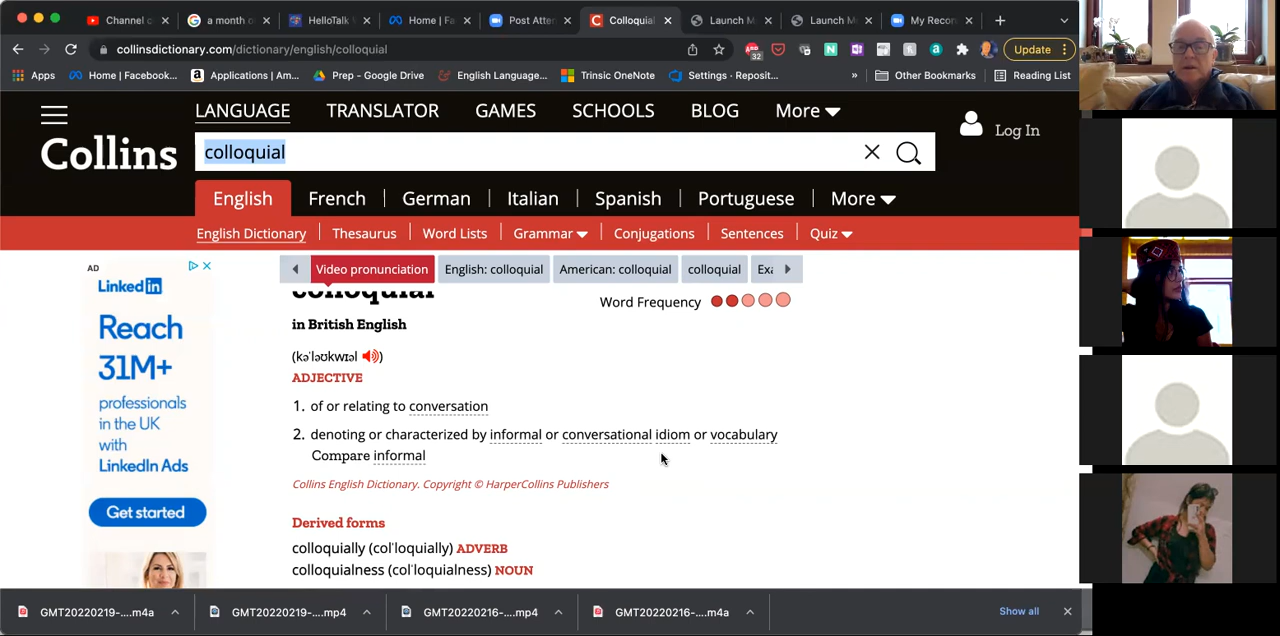 Channel c
a month o
HelloTalk
Home | Fa
Post Atten
Colloquial
Launch M
Launch M
My Recor
collinsdictionary.com/dictionary/english/colloquial
32
Update
Apps
Home | Facebook...
Applications | Am...
Prep - Google Drive
English Language...
Trinsic OneNote
Settings · Reposit...
»
Other Bookmarks
Reading List
LANGUAGE
TRANSLATOR
GAMES
SCHOOLS
BLOG
More
Collins
colloquial
Log In
English
French
German
Italian
Spanish
Portuguese
More
English Dictionary
Thesaurus
Word Lists
Grammar
Conjugations
Sentences
Quiz
AD
LinkedIn
Reach
31M+
professionals
in the UK
with
LinkedIn Ads
Get started
Video pronunciation
English: colloquial
American: colloquial
colloquial
Exa
colloquial
Word Frequency
in British English
(kəˈləʊkwɪəl)
ADJECTIVE
1. of or relating to conversation
2. denoting or characterized by informal or conversational idiom or vocabulary
Compare informal
Collins English Dictionary. Copyright © HarperCollins Publishers
Derived forms
colloquially (colˈloquially) ADVERB
colloquialness (colˈloquialness) NOUN
GMT20220219-....m4a
GMT20220219-....mp4
GMT20220216-....mp4
GMT20220216-....m4a
Show all